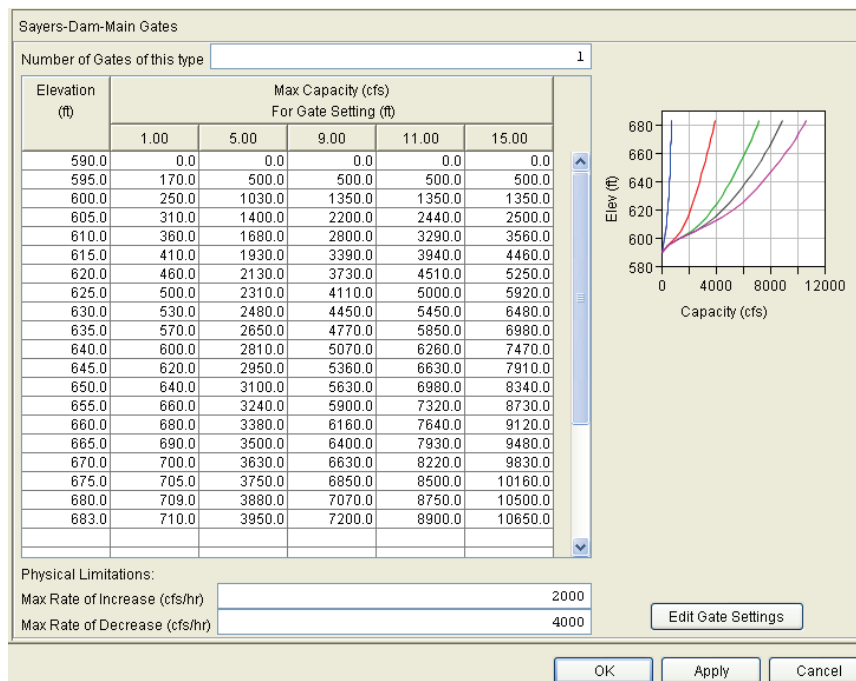 Sayers-Dam-Main Gates
Number of Gates of this type 1
Elevation (ft) Max Capacity (cfs) For Gate Setting (ft)
1.00 5.00 9.00 11.00 15.00
590.0 0.0 0.0 0.0 0.0 0.0
595.0 170.0 500.0 500.0 500.0 500.0
600.0 250.0 1030.0 1350.0 1350.0 1350.0
605.0 310.0 1400.0 2200.0 2440.0 2500.0
610.0 360.0 1680.0 2800.0 3290.0 3560.0
615.0 410.0 1930.0 3390.0 3940.0 4460.0
620.0 460.0 2130.0 3730.0 4510.0 5250.0
625.0 500.0 2310.0 4110.0 5000.0 5920.0
630.0 530.0 2480.0 4450.0 5450.0 6480.0
635.0 570.0 2650.0 4770.0 5850.0 6980.0
640.0 600.0 2810.0 5070.0 6260.0 7470.0
645.0 620.0 2950.0 5360.0 6630.0 7910.0
650.0 640.0 3100.0 5630.0 6980.0 8340.0
655.0 660.0 3240.0 5900.0 7320.0 8730.0
660.0 680.0 3380.0 6160.0 7640.0 9120.0
665.0 690.0 3500.0 6400.0 7930.0 9480.0
670.0 700.0 3630.0 6630.0 8220.0 9830.0
675.0 705.0 3750.0 6850.0 8500.0 10160.0
680.0 709.0 3880.0 7070.0 8750.0 10500.0
683.0 710.0 3950.0 7200.0 8900.0 10650.0
Elev (ft)
680
660
640
620
600
580
0 4000 8000 12000
Capacity (cfs)
Physical Limitations:
Max Rate of Increase (cfs/hr) 2000
Max Rate of Decrease (cfs/hr) 4000
Edit Gate Settings
OK Apply Cancel